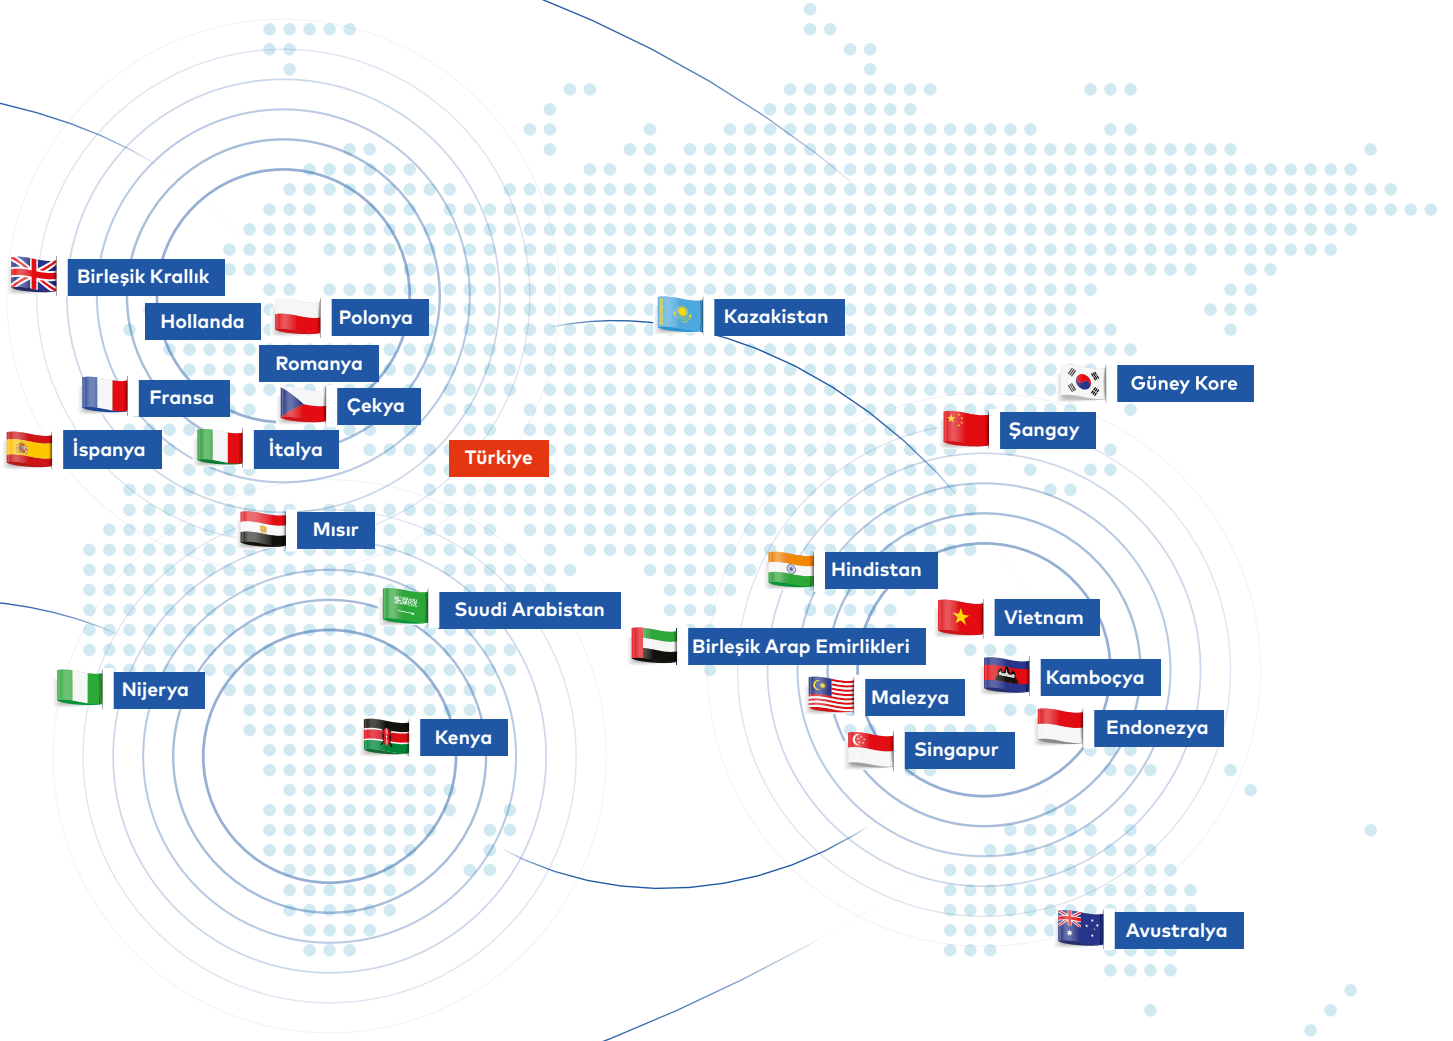 Birleşik Krallık
Hollanda
Polonya
Kazakistan
Romanya
Fransa
Çekya
Güney Kore
Şangay
İspanya
İtalya
Türkiye
Mısır
Hindistan
Suudi Arabistan
Vietnam
Birleşik Arap Emirlikleri
Kamboçya
Nijerya
Malezya
Endonezya
Kenya
Singapur
Avustralya